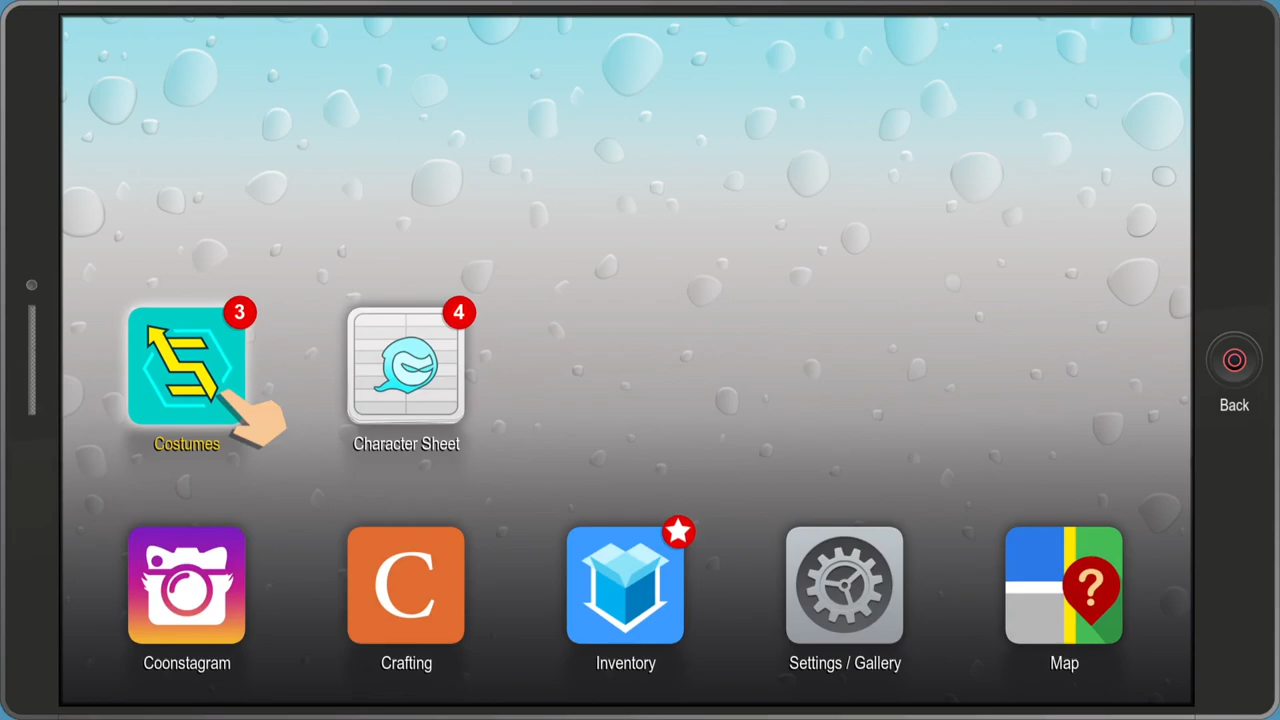 3
4
Back
Costumes
Character Sheet
C
?
Coonstagram
Crafting
Inventory
Settings / Gallery
Map